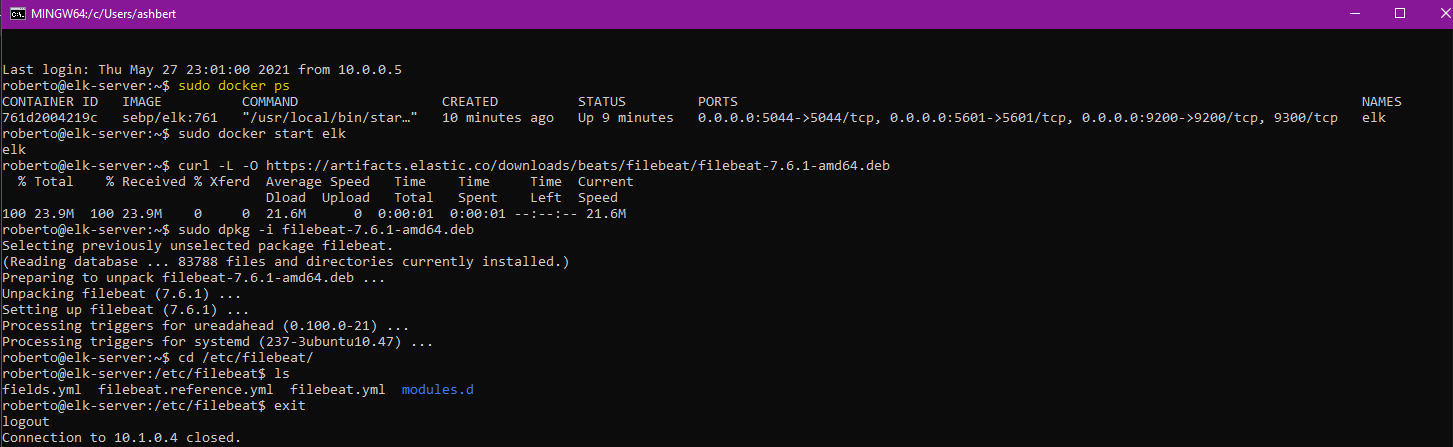 MINGW64:/c/Users/ashbert
Last login: Thu May 27 23:01:00 2021 from 10.0.0.5
roberto@elk-server:~$ sudo docker ps
CONTAINER ID   IMAGE          COMMAND                  CREATED          STATUS         PORTS                                                                              NAMES
761d2004219c   sebp/elk:761   "/usr/local/bin/star…"   10 minutes ago   Up 9 minutes   0.0.0.0:5044->5044/tcp, 0.0.0.0:5601->5601/tcp, 0.0.0.0:9200->9200/tcp, 9300/tcp   elk
roberto@elk-server:~$ sudo docker start elk
elk
roberto@elk-server:~$ curl -L -O https://artifacts.elastic.co/downloads/beats/filebeat/filebeat-7.6.1-amd64.deb
  % Total    % Received % Xferd  Average Speed   Time    Time     Time  Current
                                 Dload  Upload   Total   Spent    Left  Speed
100 23.9M  100 23.9M    0     0  21.6M      0  0:00:01  0:00:01 --:--:-- 21.6M
roberto@elk-server:~$ sudo dpkg -i filebeat-7.6.1-amd64.deb
Selecting previously unselected package filebeat.
(Reading database ... 83788 files and directories currently installed.)
Preparing to unpack filebeat-7.6.1-amd64.deb ...
Unpacking filebeat (7.6.1) ...
Setting up filebeat (7.6.1) ...
Processing triggers for ureadahead (0.100.0-21) ...
Processing triggers for systemd (237-3ubuntu10.47) ...
roberto@elk-server:~$ cd /etc/filebeat/
roberto@elk-server:/etc/filebeat$ ls
fields.yml  filebeat.reference.yml  filebeat.yml  modules.d
roberto@elk-server:/etc/filebeat$ exit
logout
Connection to 10.1.0.4 closed.